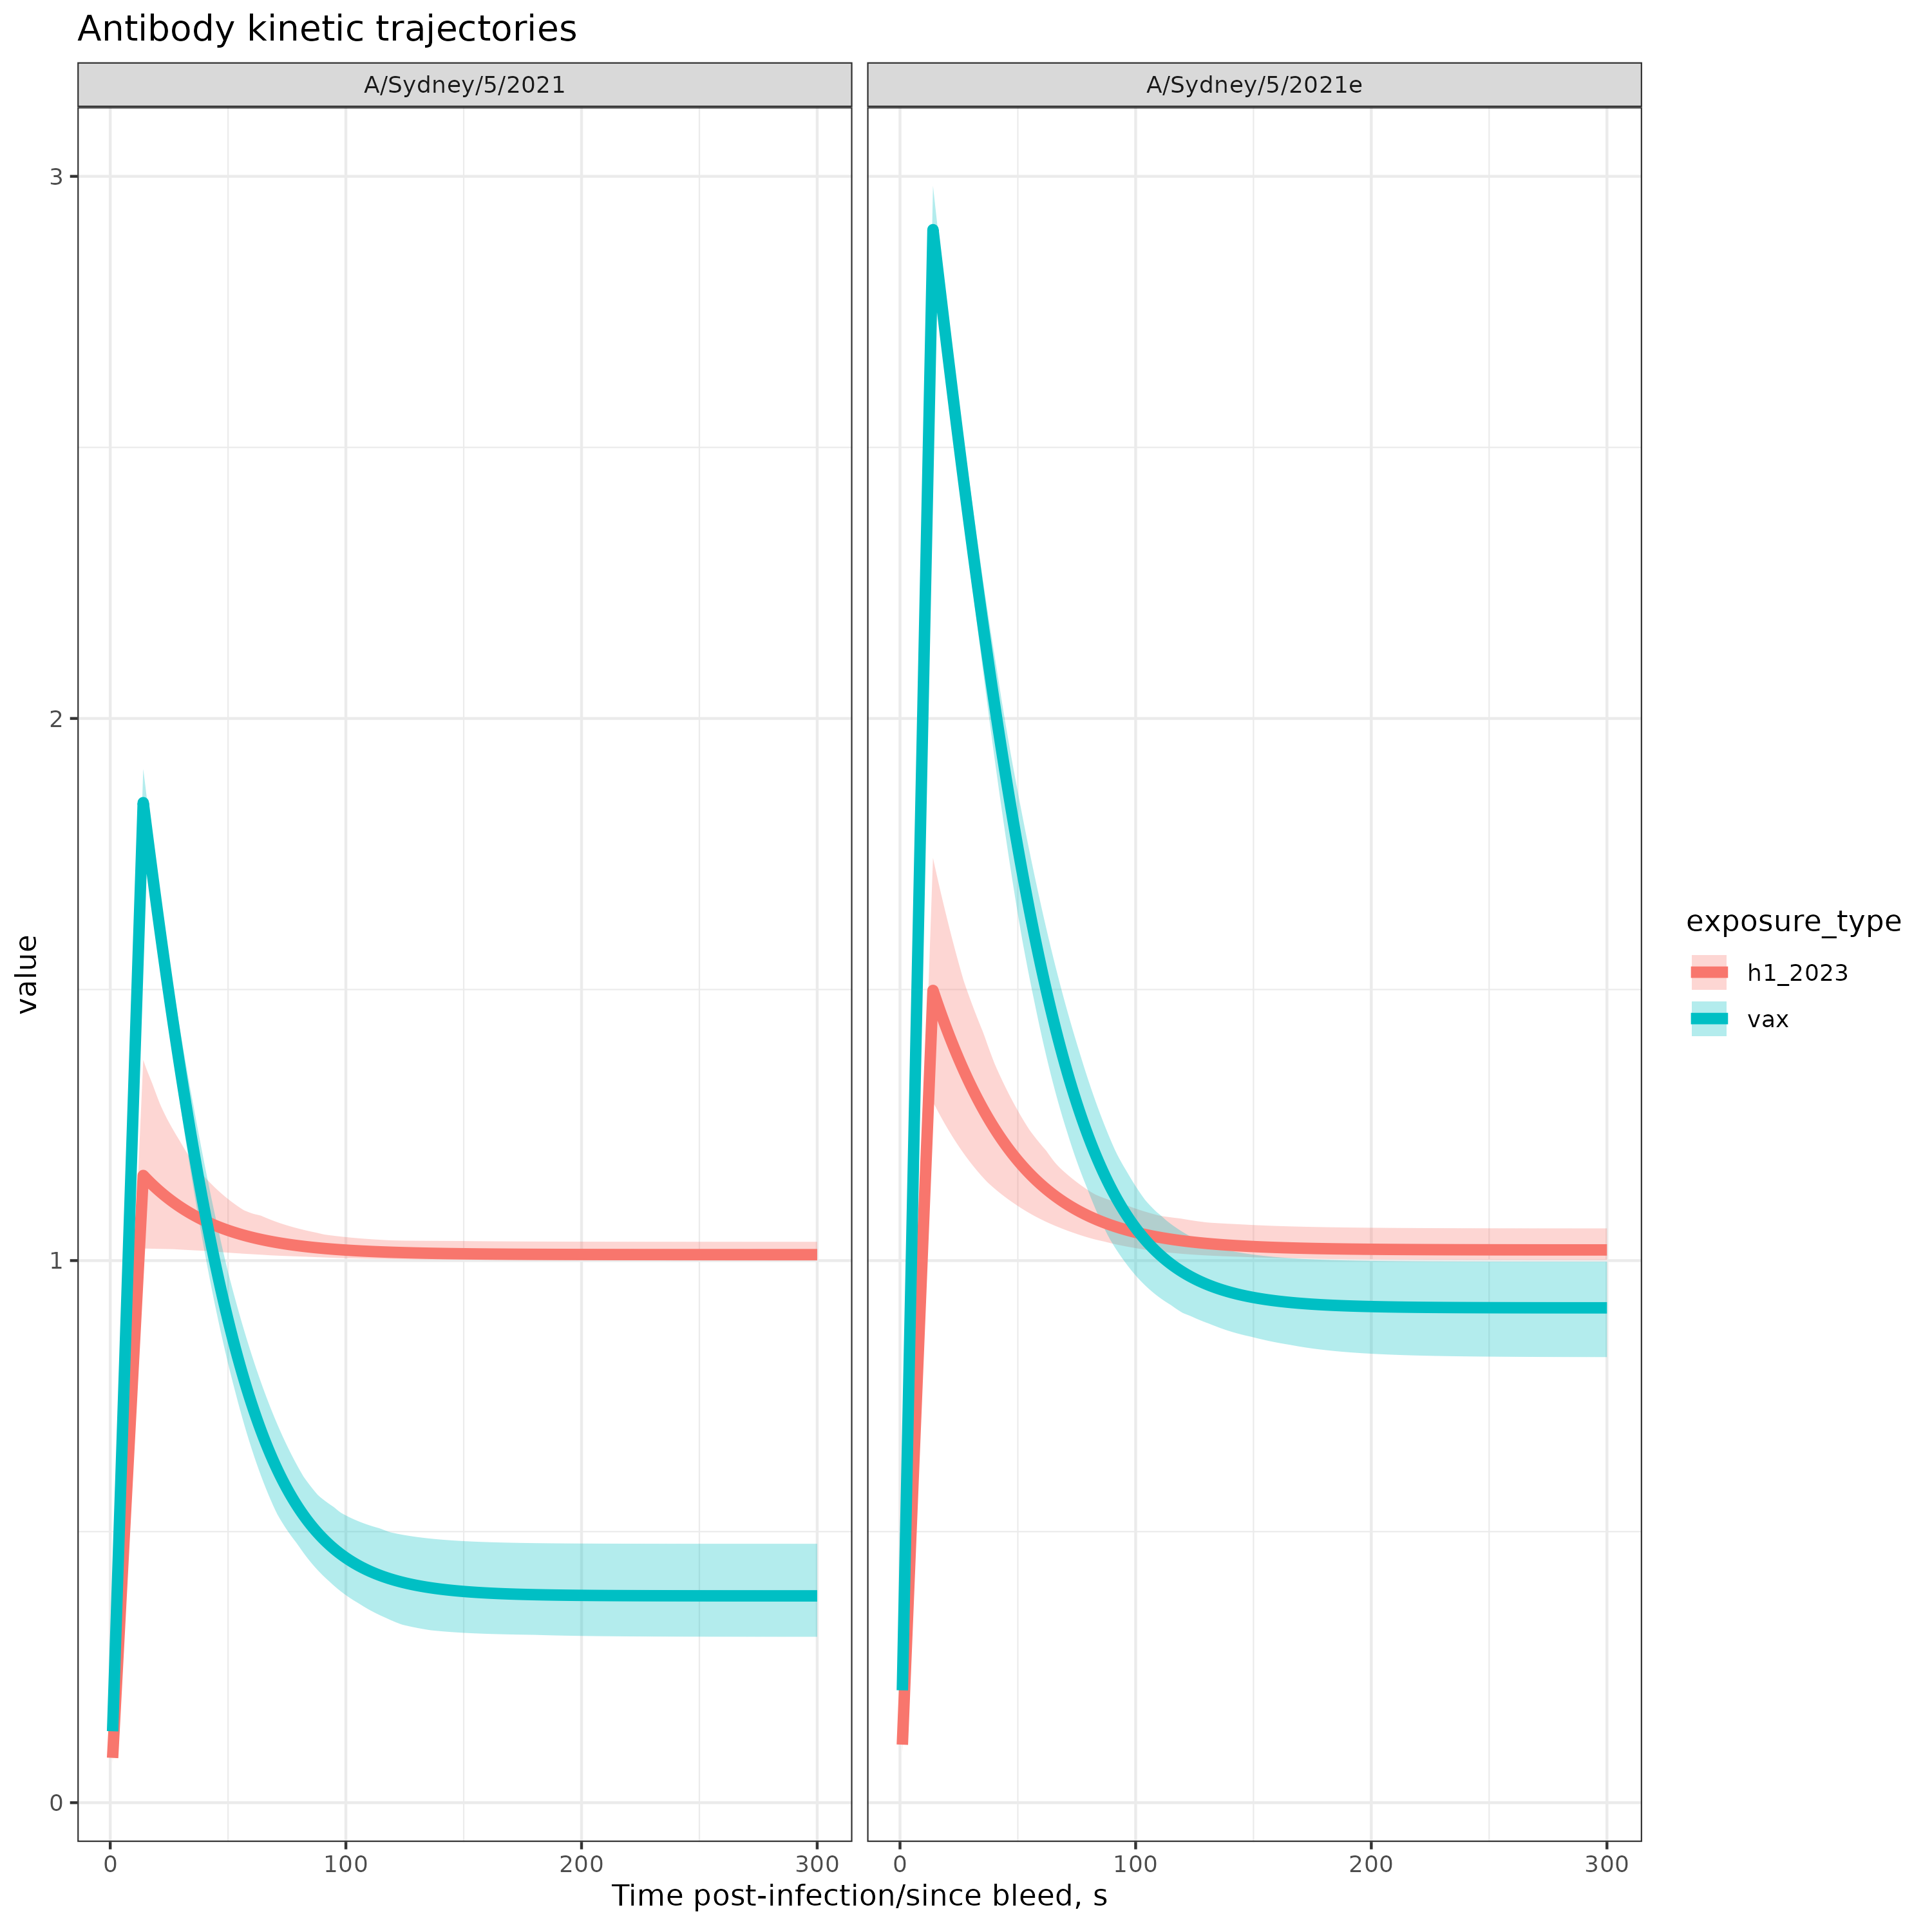 Antibody kinetic trajectories
A/Sydney/5/2021
A/Sydney/5/2021e
3
2
1
0
value
0
100
200
300
0
100
200
300
Time post-infection/since bleed, s
exposure_type
h1_2023
vax